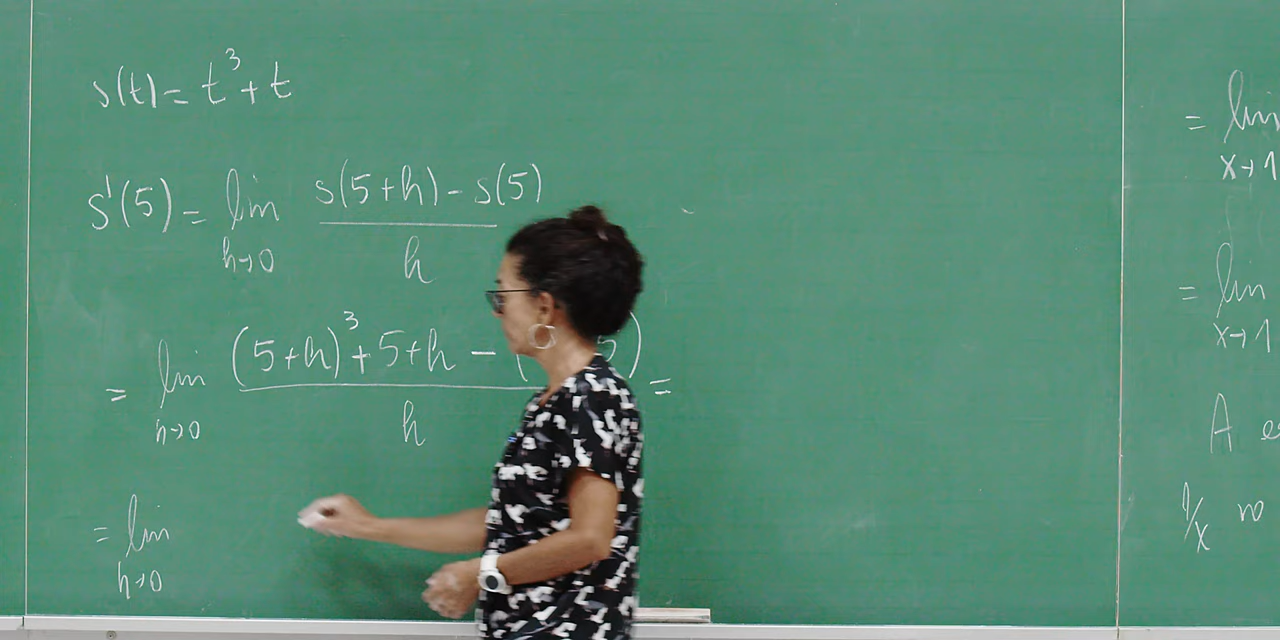 s(t) = t³ + t
s'(5) = lim h→0 s(5+h) - s(5) / h
= lim h→0 (5+h)³ + 5+h - ( 5) / h =
= lim h→0
= lim x→1
= lim x→1
A
1/x no